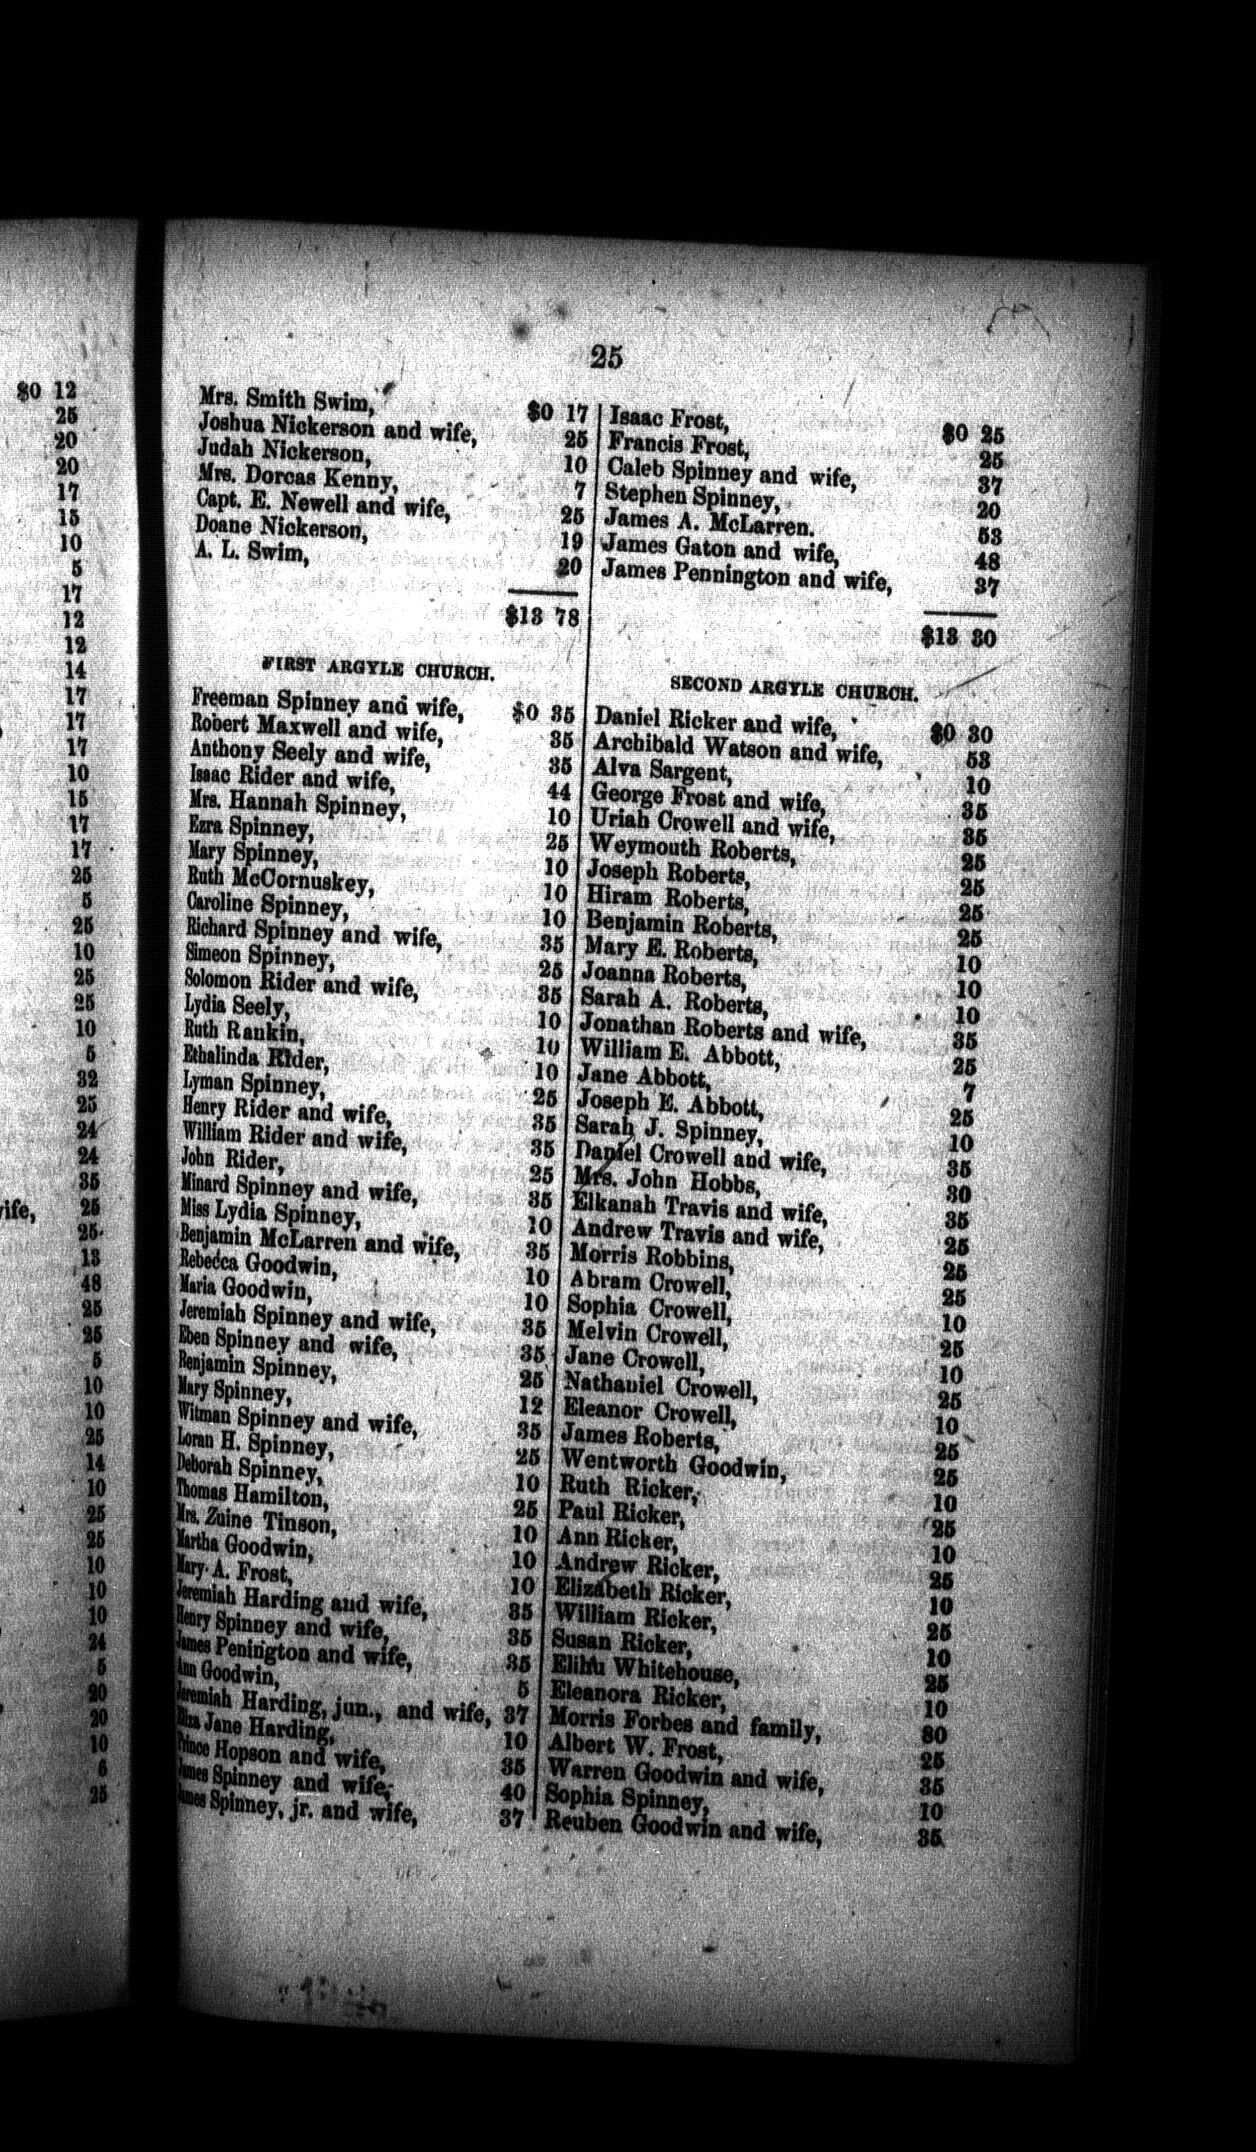 $0 12
25
20
20
17
15
10
5
17
12
12
14
17
17
17
10
15
17
17
25
5
25
10
25
25
10
5
32
25
24
24
35
ife, 25
25
13
48
25
25
5
10
10
25
14
10
25
25
10
10
10
24
5
20
20
10
6
25
25
Mrs. Smith Swim, $0 17
Joshua Nickerson and wife, 25
Judah Nickerson, 10
Mrs. Dorcas Kenny, 7
Capt. E. Newell and wife, 25
Doane Nickerson, 19
A. L. Swim, 20
$13 78
FIRST ARGYLE CHURCH.
Freeman Spinney and wife, $0 35
Robert Maxwell and wife, 35
Anthony Seely and wife, 35
Isaac Rider and wife, 44
Mrs. Hannah Spinney, 10
Ezra Spinney, 25
Mary Spinney, 10
Ruth McCornuskey, 10
Caroline Spinney, 10
Richard Spinney and wife, 35
Simeon Spinney, 25
Solomon Rider and wife, 35
Lydia Seely, 10
Ruth Rankin, 10
Ethalinda Rider, 10
Lyman Spinney, 25
Henry Rider and wife, 35
William Rider and wife, 35
John Rider, 25
Minard Spinney and wife, 35
Miss Lydia Spinney, 10
Benjamin McLarren and wife, 35
Rebecca Goodwin, 10
Maria Goodwin, 10
Jeremiah Spinney and wife, 35
Eben Spinney and wife, 35
Benjamin Spinney, 25
Mary Spinney, 12
Witman Spinney and wife, 35
Loran H. Spinney, 25
Deborah Spinney, 10
Thomas Hamilton, 25
Mrs. Zuine Tinson, 10
Martha Goodwin, 10
Mary A. Frost, 10
Jeremiah Harding and wife, 35
Henry Spinney and wife, 35
James Penington and wife, 35
Ann Goodwin, 5
Jeremiah Harding, jun., and wife, 37
Eliza Jane Harding, 10
Prince Hopson and wife, 35
James Spinney and wife, 40
James Spinney, jr. and wife, 37
Isaac Frost, $0 25
Francis Frost, 25
Caleb Spinney and wife, 37
Stephen Spinney, 20
James A. McLarren. 53
James Gaton and wife, 48
James Pennington and wife, 37
$13 30
SECOND ARGYLE CHURCH.
Daniel Ricker and wife, $0 30
Archibald Watson and wife, 53
Alva Sargent, 10
George Frost and wife, 35
Uriah Crowell and wife, 35
Weymouth Roberts, 25
Joseph Roberts, 25
Hiram Roberts, 25
Benjamin Roberts, 25
Mary E. Roberts, 10
Joanna Roberts, 10
Sarah A. Roberts, 10
Jonathan Roberts and wife, 35
William E. Abbott, 25
Jane Abbott, 7
Joseph E. Abbott, 25
Sarah J. Spinney, 10
Daniel Crowell and wife, 35
Mrs. John Hobbs, 30
Elkanah Travis and wife, 35
Andrew Travis and wife, 25
Morris Robbins, 25
Abram Crowell, 25
Sophia Crowell, 10
Melvin Crowell, 25
Jane Crowell, 10
Nathaniel Crowell, 25
Eleanor Crowell, 10
James Roberts, 25
Wentworth Goodwin, 25
Ruth Ricker, 10
Paul Ricker, 25
Ann Ricker, 10
Andrew Ricker, 25
Elizabeth Ricker, 10
William Ricker, 25
Susan Ricker, 10
Elihu Whitehouse, 25
Eleanora Ricker, 10
Morris Forbes and family, 80
Albert W. Frost, 25
Warren Goodwin and wife, 35
Sophia Spinney, 10
Reuben Goodwin and wife, 35